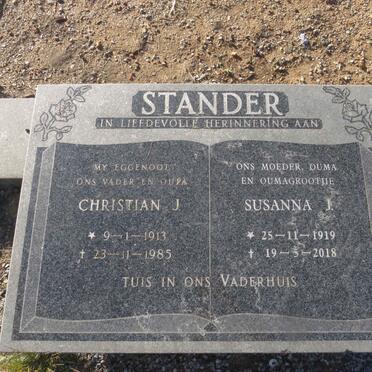 STANDER
IN LIEFDEVOLLE HERINNERING AAN
MY EGGENOOT
ONS VADER EN OUPA
CHRISTIAN J.
★ 9–1–1913
† 23–11–1985
ONS MOEDER, OUMA
EN OUMAGROOTJIE
SUSANNA J.
★ 25–11–1919
† 19–5–2018
TUIS IN ONS VADERHUIS